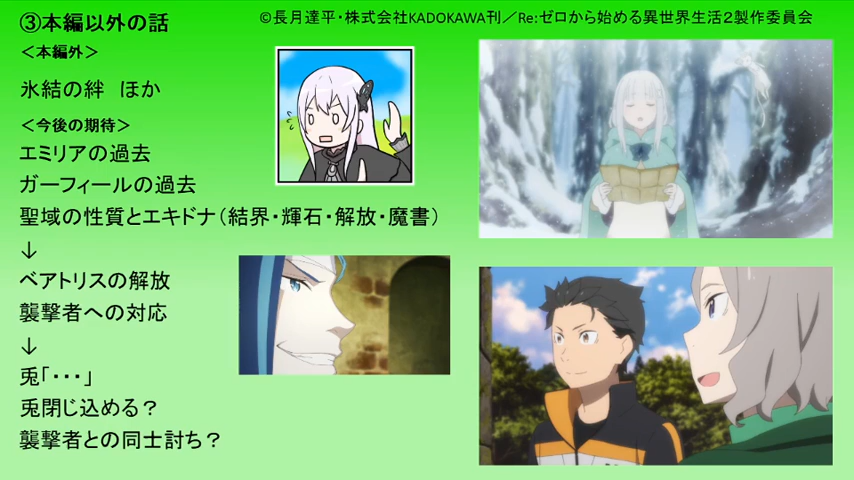 ③本編以外の話
©長月達平・株式会社KADOKAWA刊／Re:ゼロから始める異世界生活２製作委員会
＜本編外＞
氷結の絆　ほか
＜今後の期待＞
エミリアの過去
ガーフィールの過去
聖域の性質とエキドナ（結界・輝石・解放・魔書）
↓
ベアトリスの解放
襲撃者への対応
↓
兎「・・・」
兎閉じ込める？
襲撃者との同士討ち？